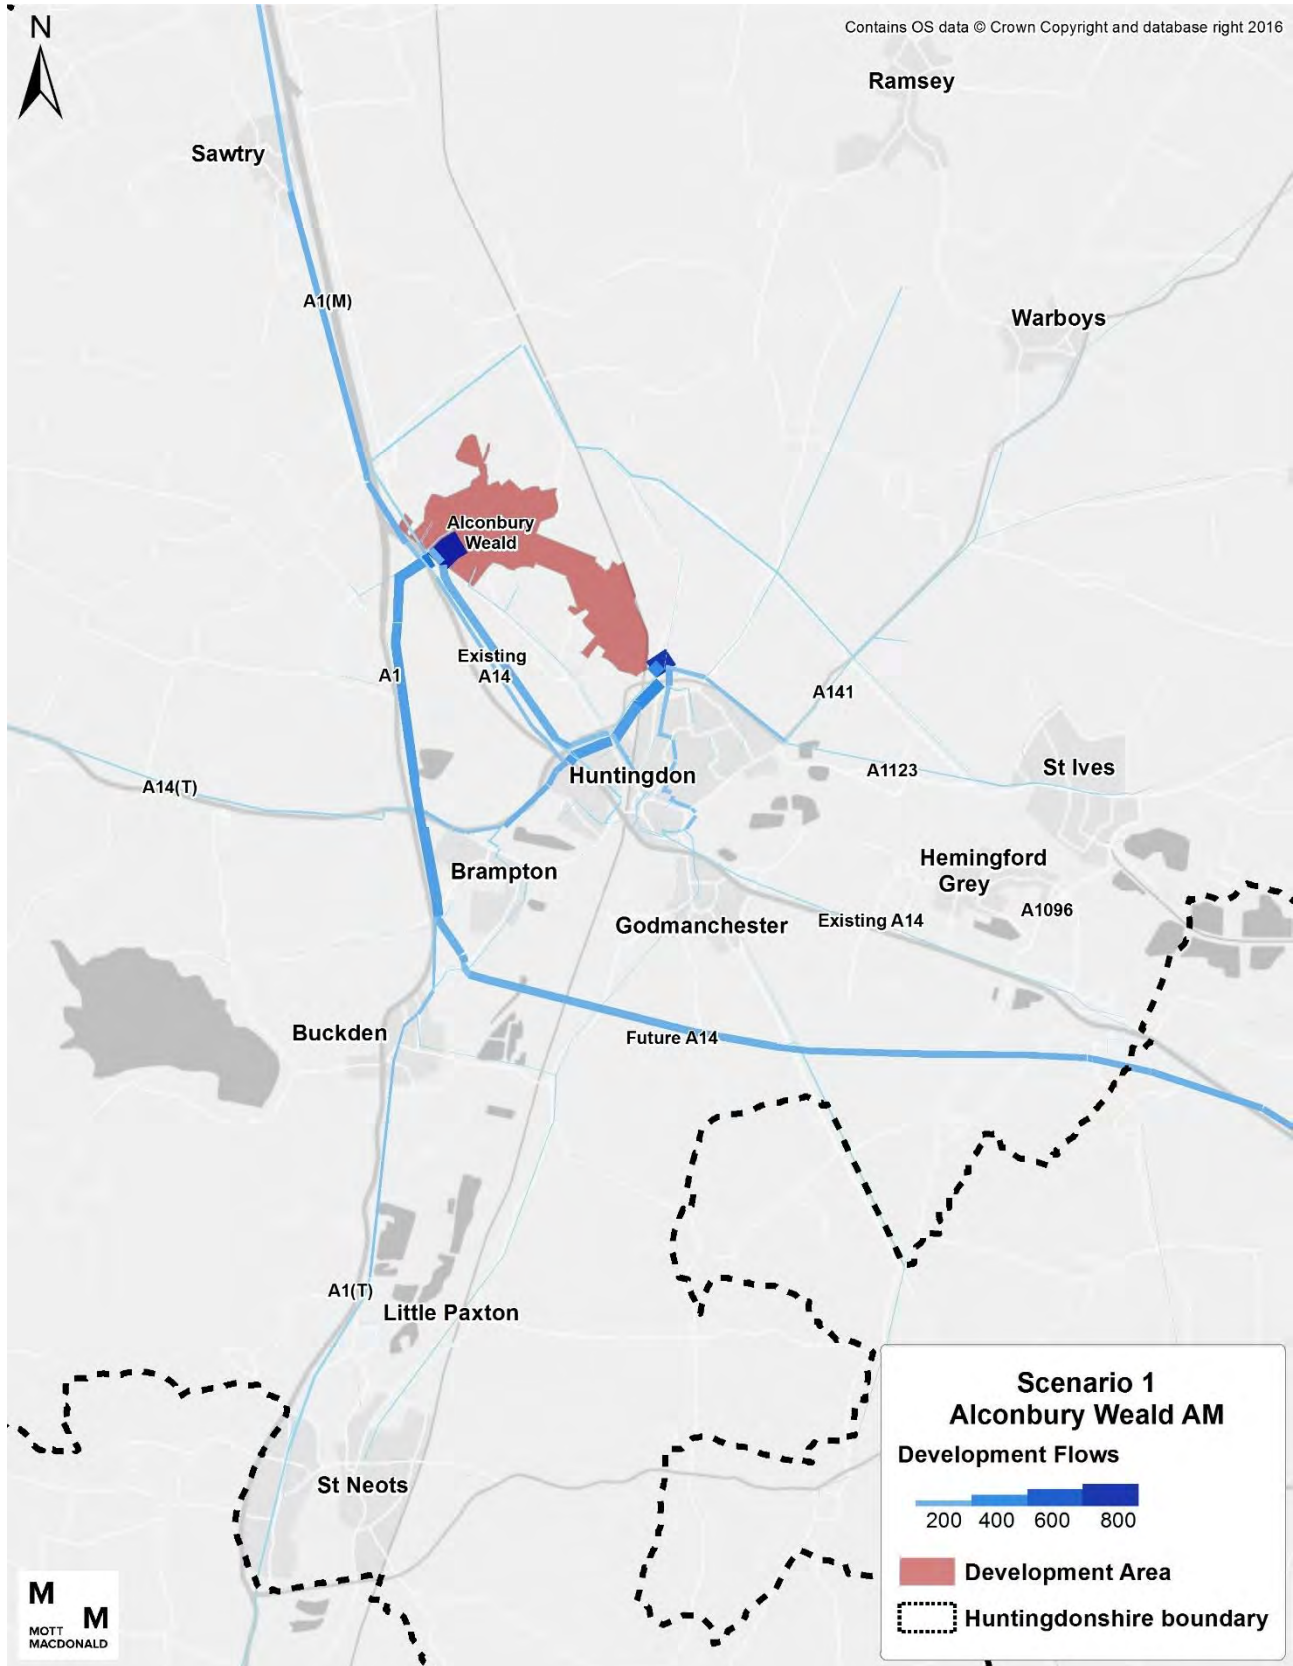 Contains OS data © Crown Copyright and database right 2016
N
Ramsey
Sawtry
A1(M)
Warboys
Alconbury
Weald
Existing
A14
A1
A141
Huntingdon
A1123
St Ives
A14(T)
Brampton
Hemingford
Grey
A1096
Godmanchester
Existing A14
Buckden
Future A14
A1(T)
Little Paxton
St Neots
Scenario 1
Alconbury Weald AM
Development Flows
200 400 600 800
Development Area
Huntingdonshire boundary
M
M
MOTT
MACDONALD